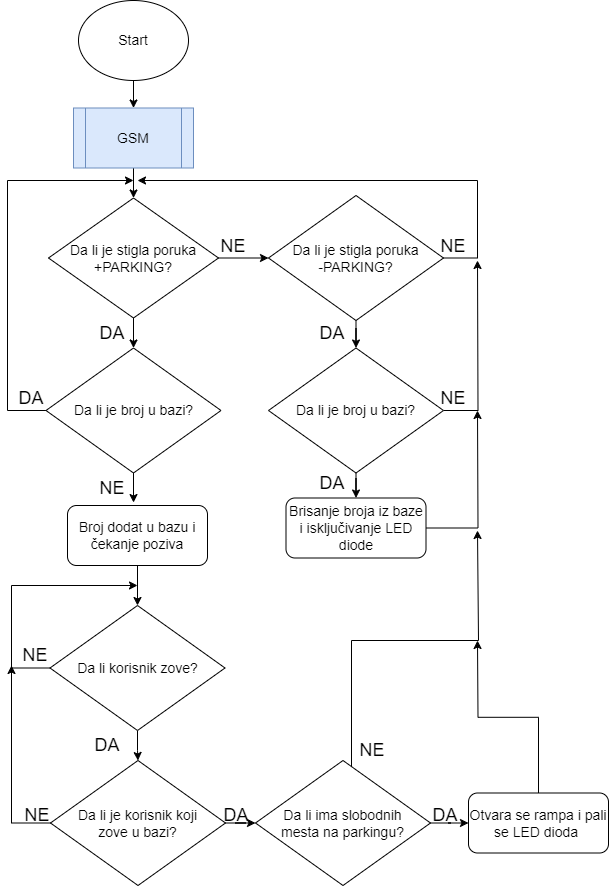 Start
GSM
Da li je stigla poruka
+PARKING?
NE
Da li je stigla poruka
-PARKING?
NE
DA
DA
DA
Da li je broj u bazi?
Da li je broj u bazi?
NE
NE
DA
Broj dodat u bazu i
čekanje poziva
Brisanje broja iz baze
i isključivanje LED
diode
NE
Da li korisnik zove?
DA
NE
NE
Da li je korisnik koji
zove u bazi?
DA
Da li ima slobodnih
mesta na parkingu?
DA
Otvara se rampa i pali
se LED dioda